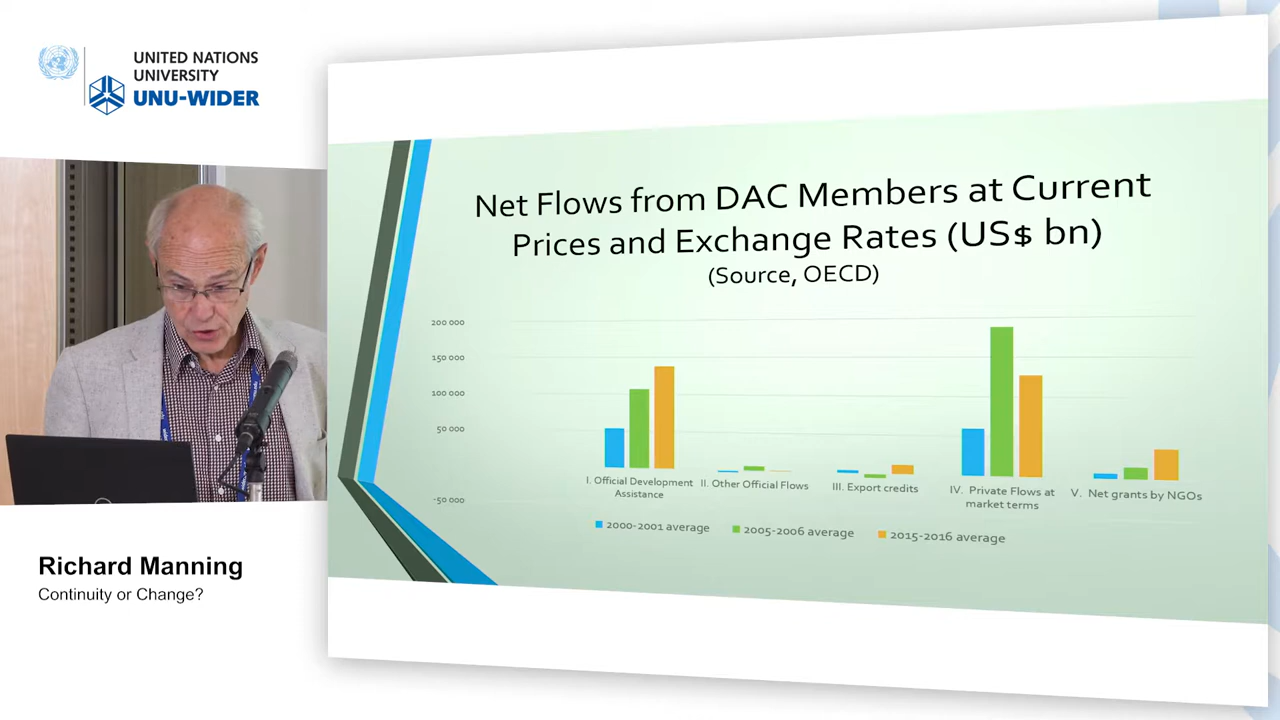 UNITED NATIONS
UNIVERSITY
UNU-WIDER
Net Flows from DAC Members at Current
Prices and Exchange Rates (US$ bn)
(Source, OECD)
200 000
150 000
100 000
50 000
-50 000
I. Official Development
Assistance
II. Other Official Flows
III. Export credits
IV. Private Flows at
market terms
V. Net grants by NGOs
2000-2001 average
2005-2006 average
2015-2016 average
Richard Manning
Continuity or Change?